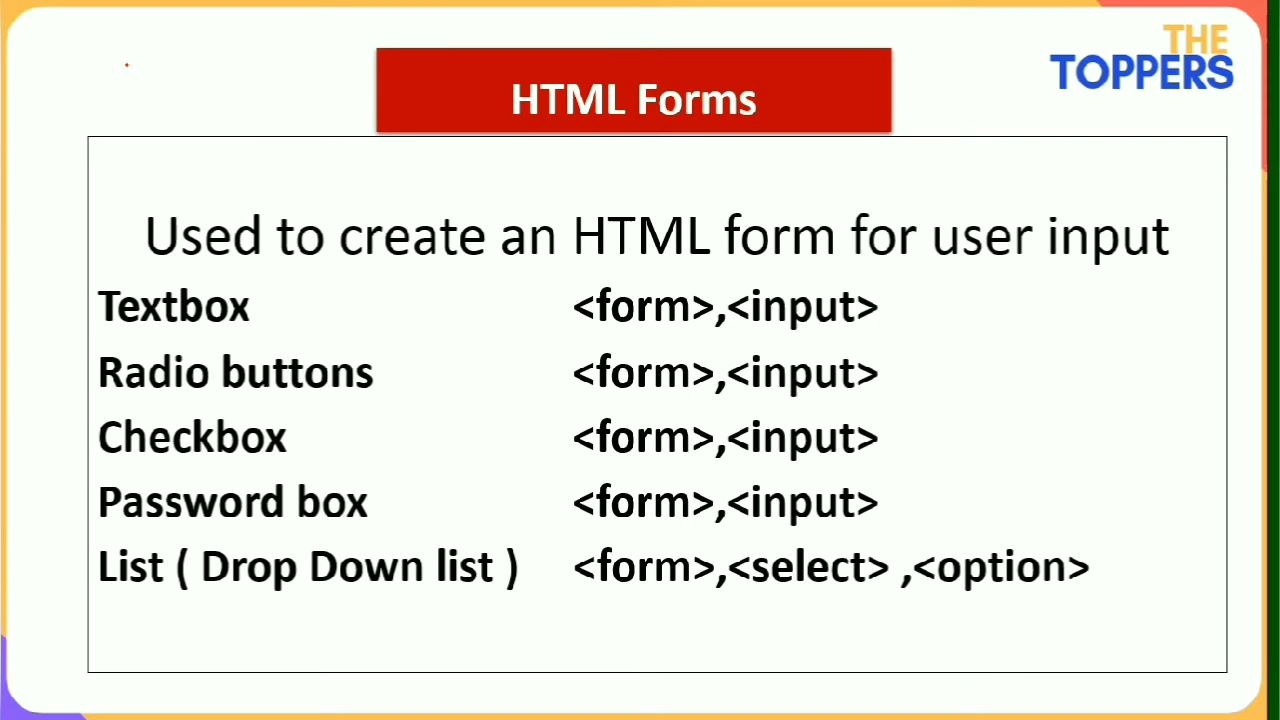 THE
TOPPERS
HTML Forms
Used to create an HTML form for user input
Textbox <form>,<input>
Radio buttons <form>,<input>
Checkbox <form>,<input>
Password box <form>,<input>
List ( Drop Down list ) <form>,<select> ,<option>